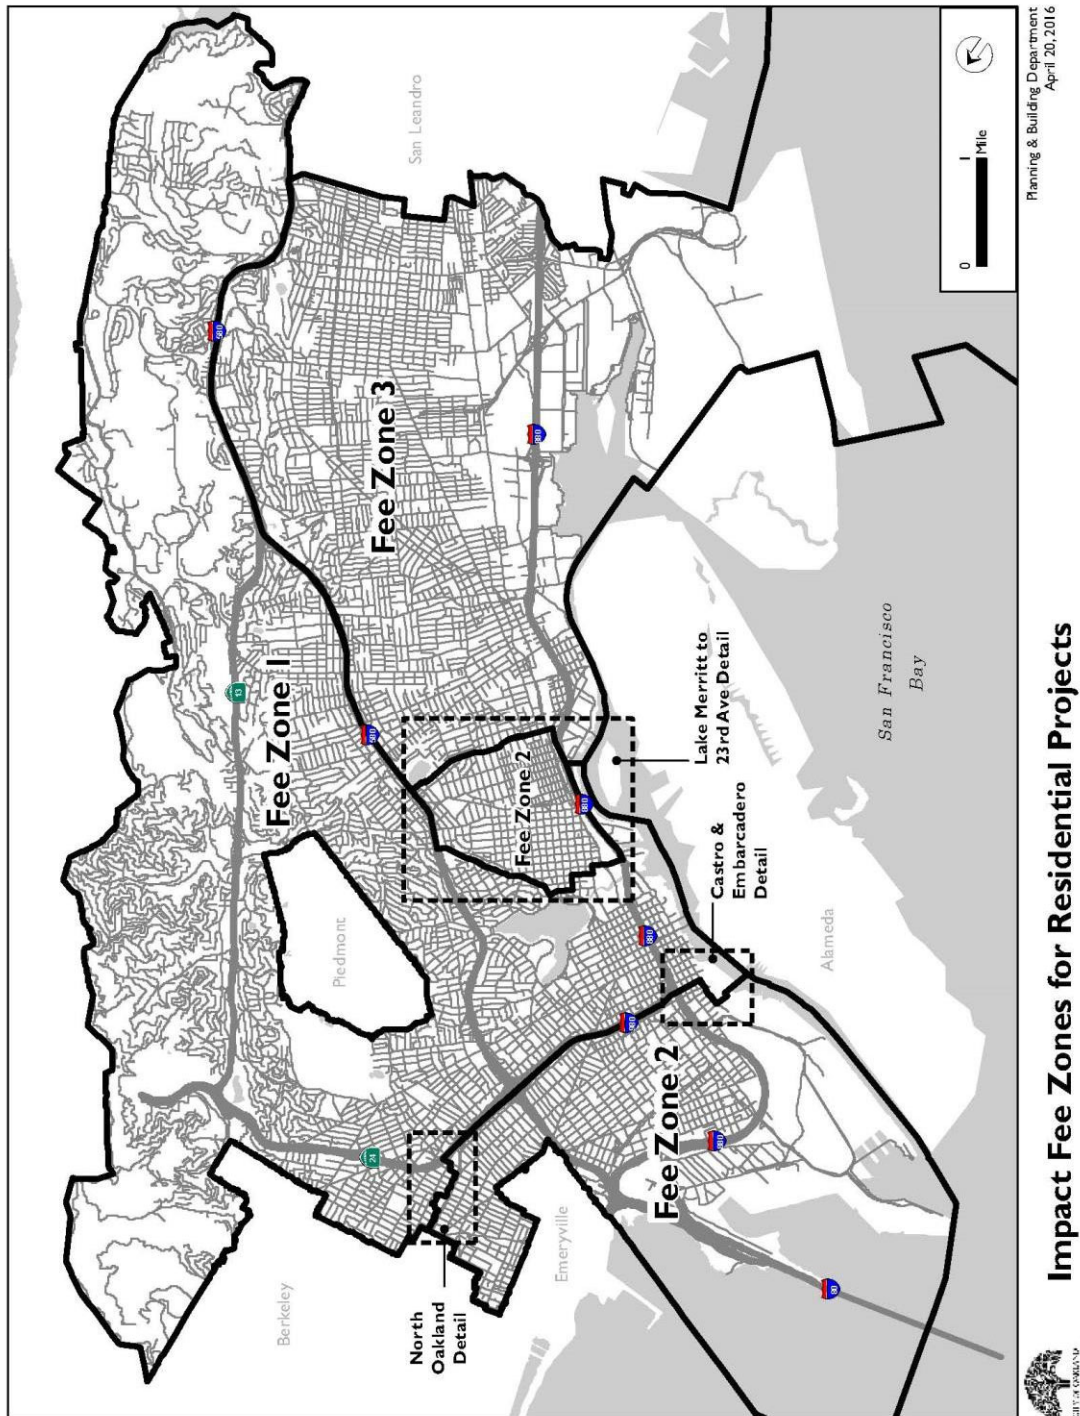 San Leandro
Planning & Building Department
April 20, 2016
0 1
Mile
580
Fee Zone 3
880
13
Fee Zone 1
580
Fee Zone 2
880
Lake Merritt to
23rd Ave Detail
San Francisco
Bay
Piedmont
Castro &
Embarcadero
Detail
880
980
Alameda
24
Fee Zone 2
880
Berkeley
Emeryville
North
Oakland
Detail
80
Impact Fee Zones for Residential Projects
CITY OF OAKLAND